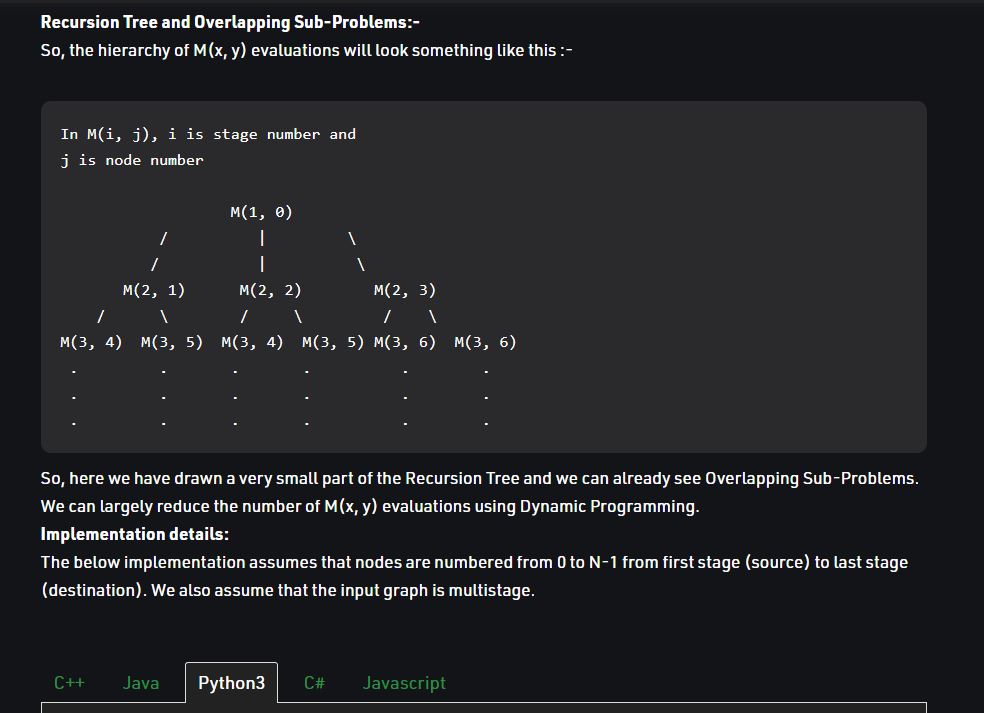 Recursion Tree and Overlapping Sub-Problems:-
So, the hierarchy of M(x, y) evaluations will look something like this :-
In M(i, j), i is stage number and
j is node number
M(1, 0)
/ | \
/ | \
M(2, 1) M(2, 2) M(2, 3)
/ \ / \ / \
M(3, 4) M(3, 5) M(3, 4) M(3, 5) M(3, 6) M(3, 6)
. . . . . .
. . . . . .
. . . . . .
So, here we have drawn a very small part of the Recursion Tree and we can already see Overlapping Sub-Problems.
We can largely reduce the number of M(x, y) evaluations using Dynamic Programming.
Implementation details:
The below implementation assumes that nodes are numbered from 0 to N-1 from first stage (source) to last stage
(destination). We also assume that the input graph is multistage.
C++ Java Python3 C# Javascript